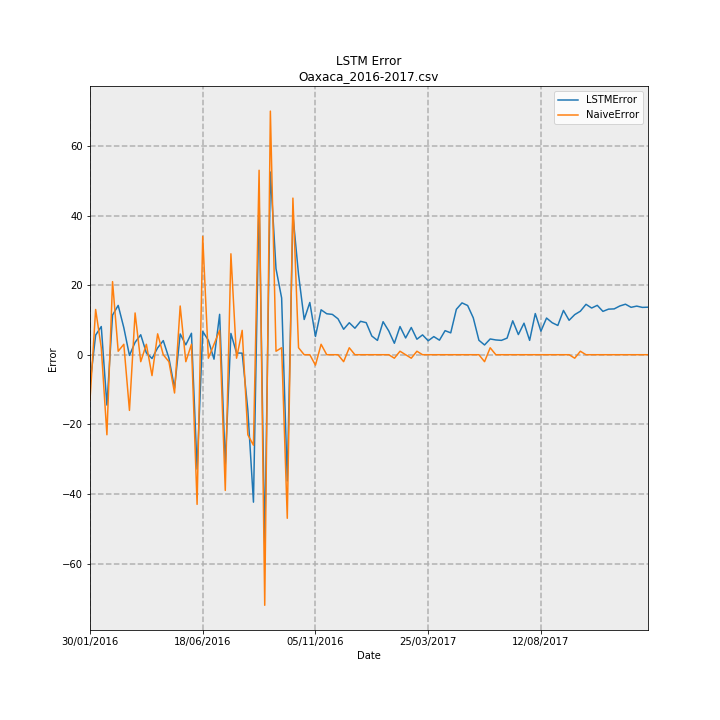 LSTM Error
Oaxaca_2016-2017.csv
LSTMError
NaiveError
60
40
20
0
−20
−40
−60
Error
30/01/2016
18/06/2016
05/11/2016
25/03/2017
12/08/2017
Date